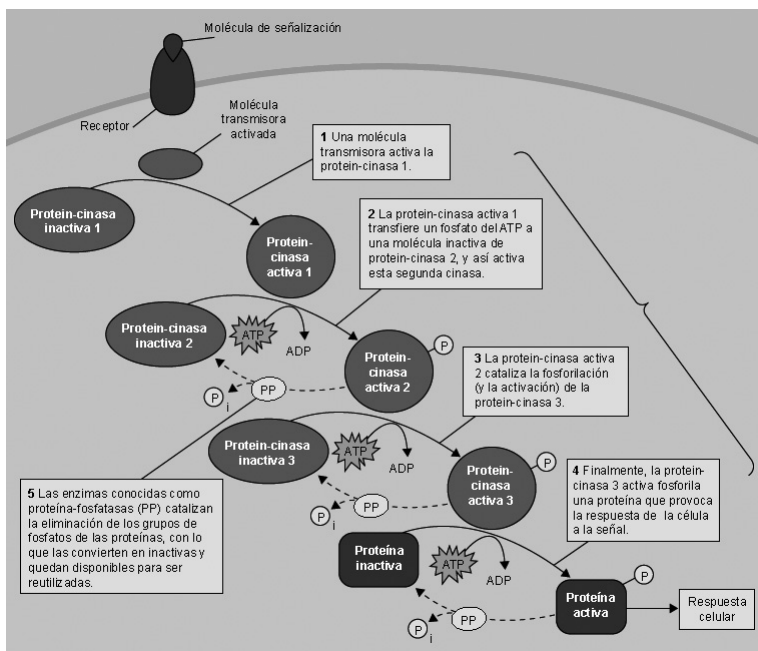 Molécula de señalización
Receptor
Molécula
transmisora
activada
1 Una molécula
transmisora activa la
protein-cinasa 1.
Protein-cinasa
inactiva 1
Protein-
cinasa
activa 1
2 La protein-cinasa activa 1
transfiere un fosfato del ATP a
una molécula inactiva de
protein-cinasa 2, y así activa
esta segunda cinasa.
Protein-cinasa
inactiva 2
ATP
ADP
Protein-
cinasa
activa 2
P
PP
P
i
3 La protein-cinasa activa
2 cataliza la fosforilación
(y la activación) de la
protein-cinasa 3.
Protein-cinasa
inactiva 3
ATP
ADP
Protein-
cinasa
activa 3
P
PP
P
i
4 Finalmente, la protein-
cinasa 3 activa fosforila
una proteína que provoca
la respuesta de la célula
a la señal.
5 Las enzimas conocidas como
proteína-fosfatasas (PP) catalizan
la eliminación de los grupos de
fosfatos de las proteínas, con lo
que las convierten en inactivas y
quedan disponibles para ser
reutilizadas.
Proteína
inactiva
ATP
ADP
Proteína
activa
P
PP
P
i
Respuesta
celular